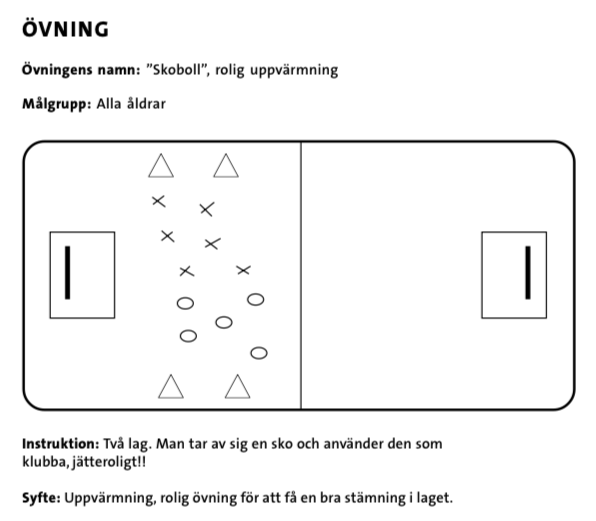 ÖVNING
Övningens namn: ”Skoboll”, rolig uppvärmning
Målgrupp: Alla åldrar
Instruktion: Två lag. Man tar av sig en sko och använder den som
klubba, jätteroligt!!
Syfte: Uppvärmning, rolig övning för att få en bra stämning i laget.